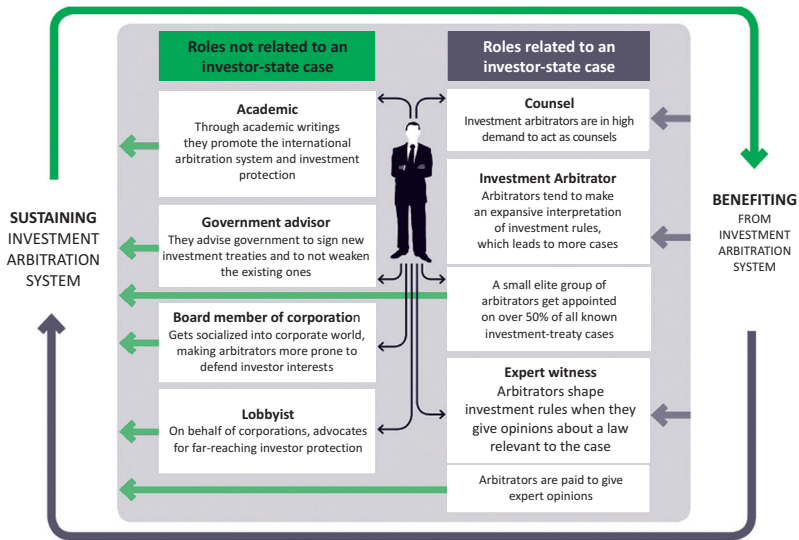 Roles not related to an
investor-state case
Academic
Through academic writings
they promote the international
arbitration system and investment
protection
Government advisor
They advise government to sign new
investment treaties and to not weaken
the existing ones
Board member of corporation
Gets socialized into corporate world,
making arbitrators more prone to
defend investor interests
Lobbyist
On behalf of corporations, advocates
for far-reaching investor protection
Roles related to an
investor-state case
Counsel
Investment arbitrators are in high
demand to act as counsels
Investment Arbitrator
Arbitrators tend to make
an expansive interpretation
of investment rules,
which leads to more cases
A small elite group of
arbitrators get appointed
on over 50% of all known
investment-treaty cases
Expert witness
Arbitrators shape
investment rules when they
give opinions about a law
relevant to the case
Arbitrators are paid to give
expert opinions
SUSTAINING
INVESTMENT
ARBITRATION
SYSTEM
BENEFITING
FROM
INVESTMENT
ARBITRATION
SYSTEM